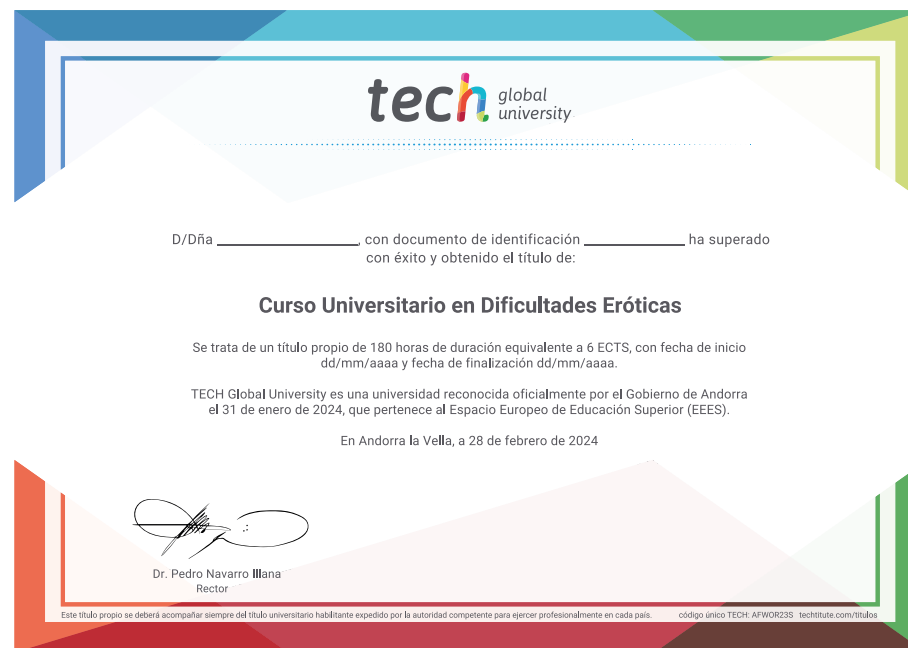 tech global university
D/Dña ______________, con documento de identificación __________ ha superado
con éxito y obtenido el título de:
Curso Universitario en Dificultades Eróticas
Se trata de un título propio de 180 horas de duración equivalente a 6 ECTS, con fecha de inicio
dd/mm/aaaa y fecha de finalización dd/mm/aaaa.
TECH Global University es una universidad reconocida oficialmente por el Gobierno de Andorra
el 31 de enero de 2024, que pertenece al Espacio Europeo de Educación Superior (EEES).
En Andorra la Vella, a 28 de febrero de 2024
Dr. Pedro Navarro Illana
Rector
Este título propio se deberá acompañar siempre del título universitario habilitante expedido por la autoridad competente para ejercer profesionalmente en cada país. código único TECH: AFWOR23S techtitute.com/titulos